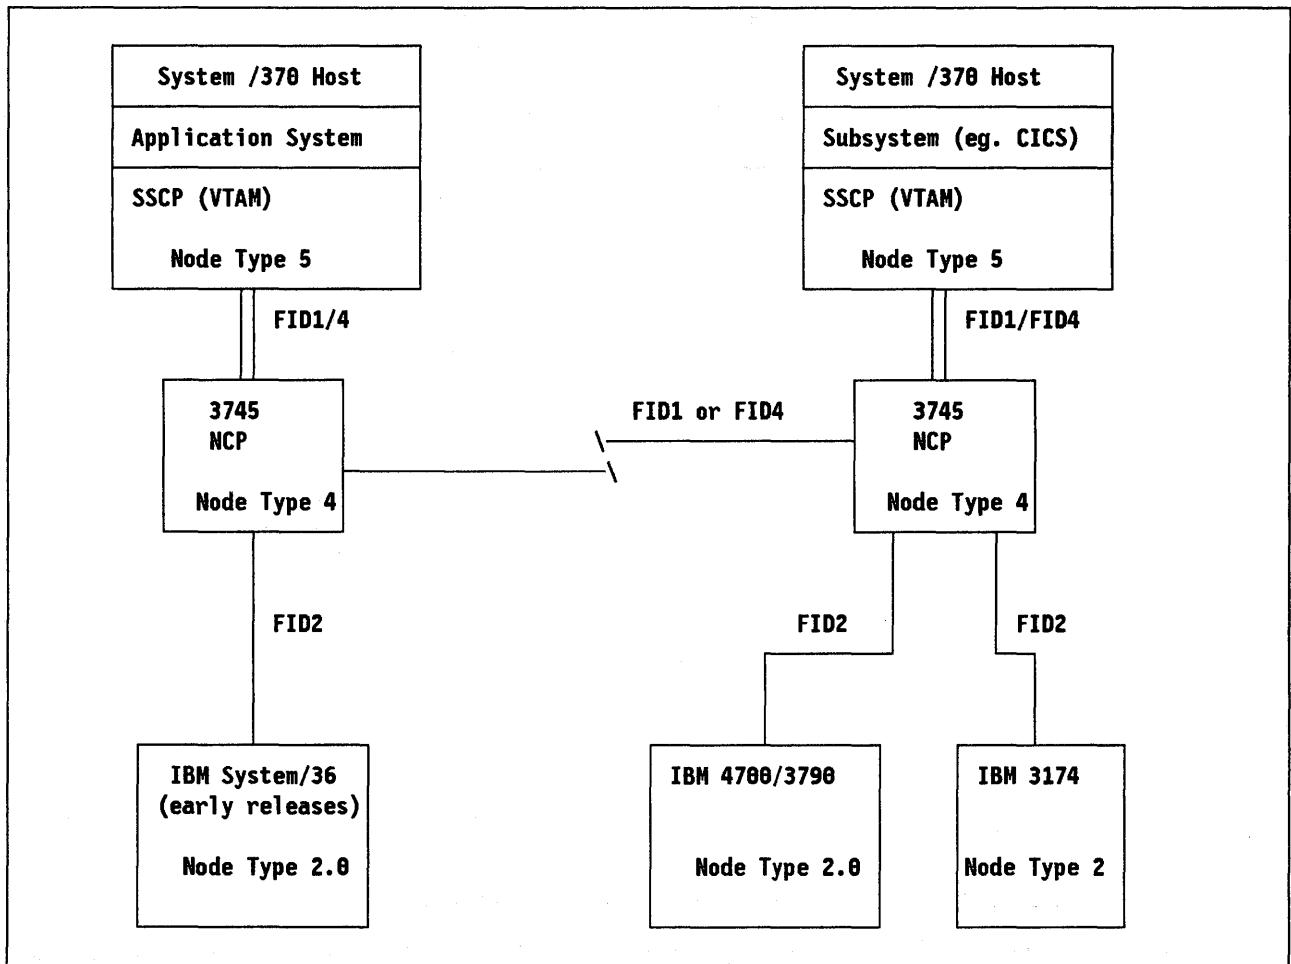 System /370 Host
Application System
SSCP (VTAM)
Node Type 5
System /370 Host
Subsystem (eg. CICS)
SSCP (VTAM)
Node Type 5
FID1/4
FID1/FID4
3745
NCP
Node Type 4
FID1 or FID4
3745
NCP
Node Type 4
FID2
FID2
FID2
IBM System/36
(early releases)
Node Type 2.0
IBM 4700/3790
Node Type 2.0
IBM 3174
Node Type 2